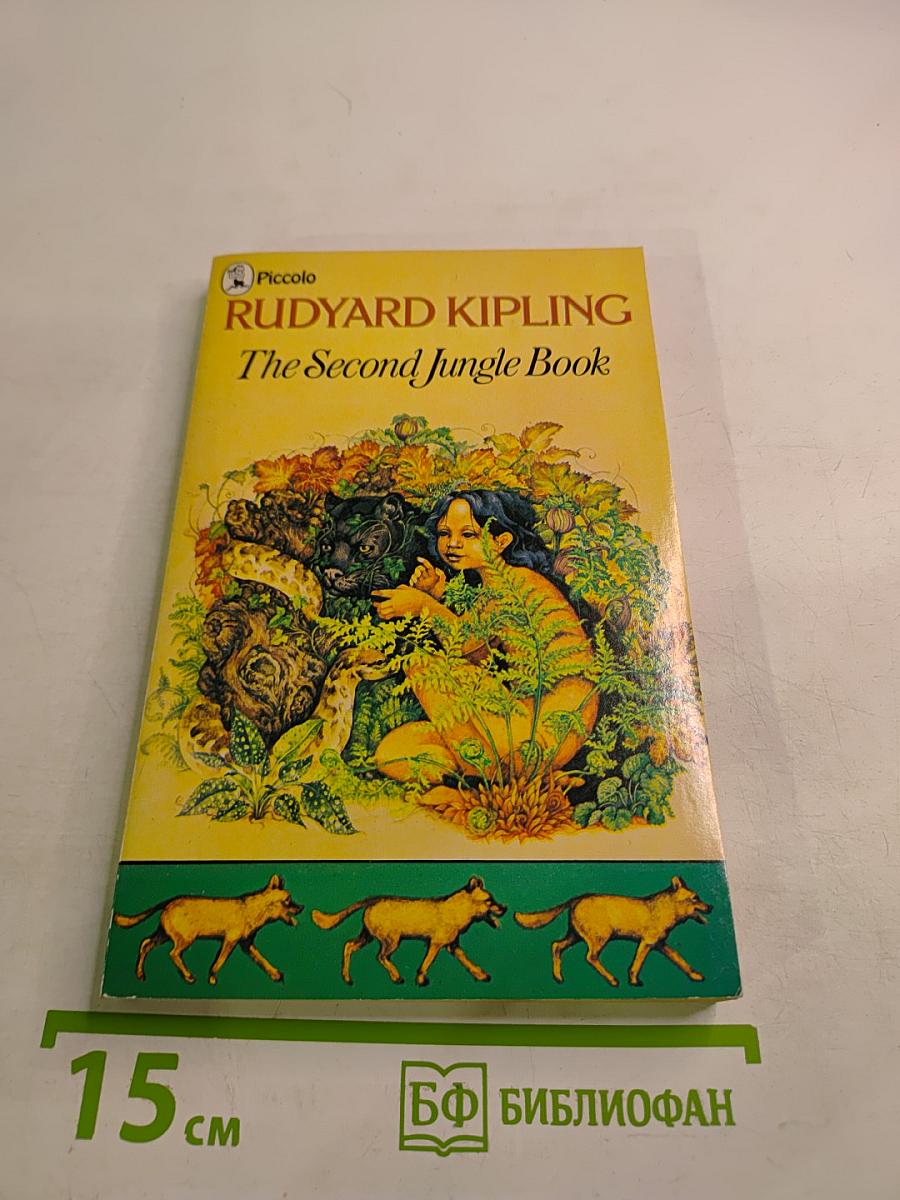 Piccolo
RUDYARD KIPLING
The Second Jungle Book
15 см
БФ БИБЛИОФАН